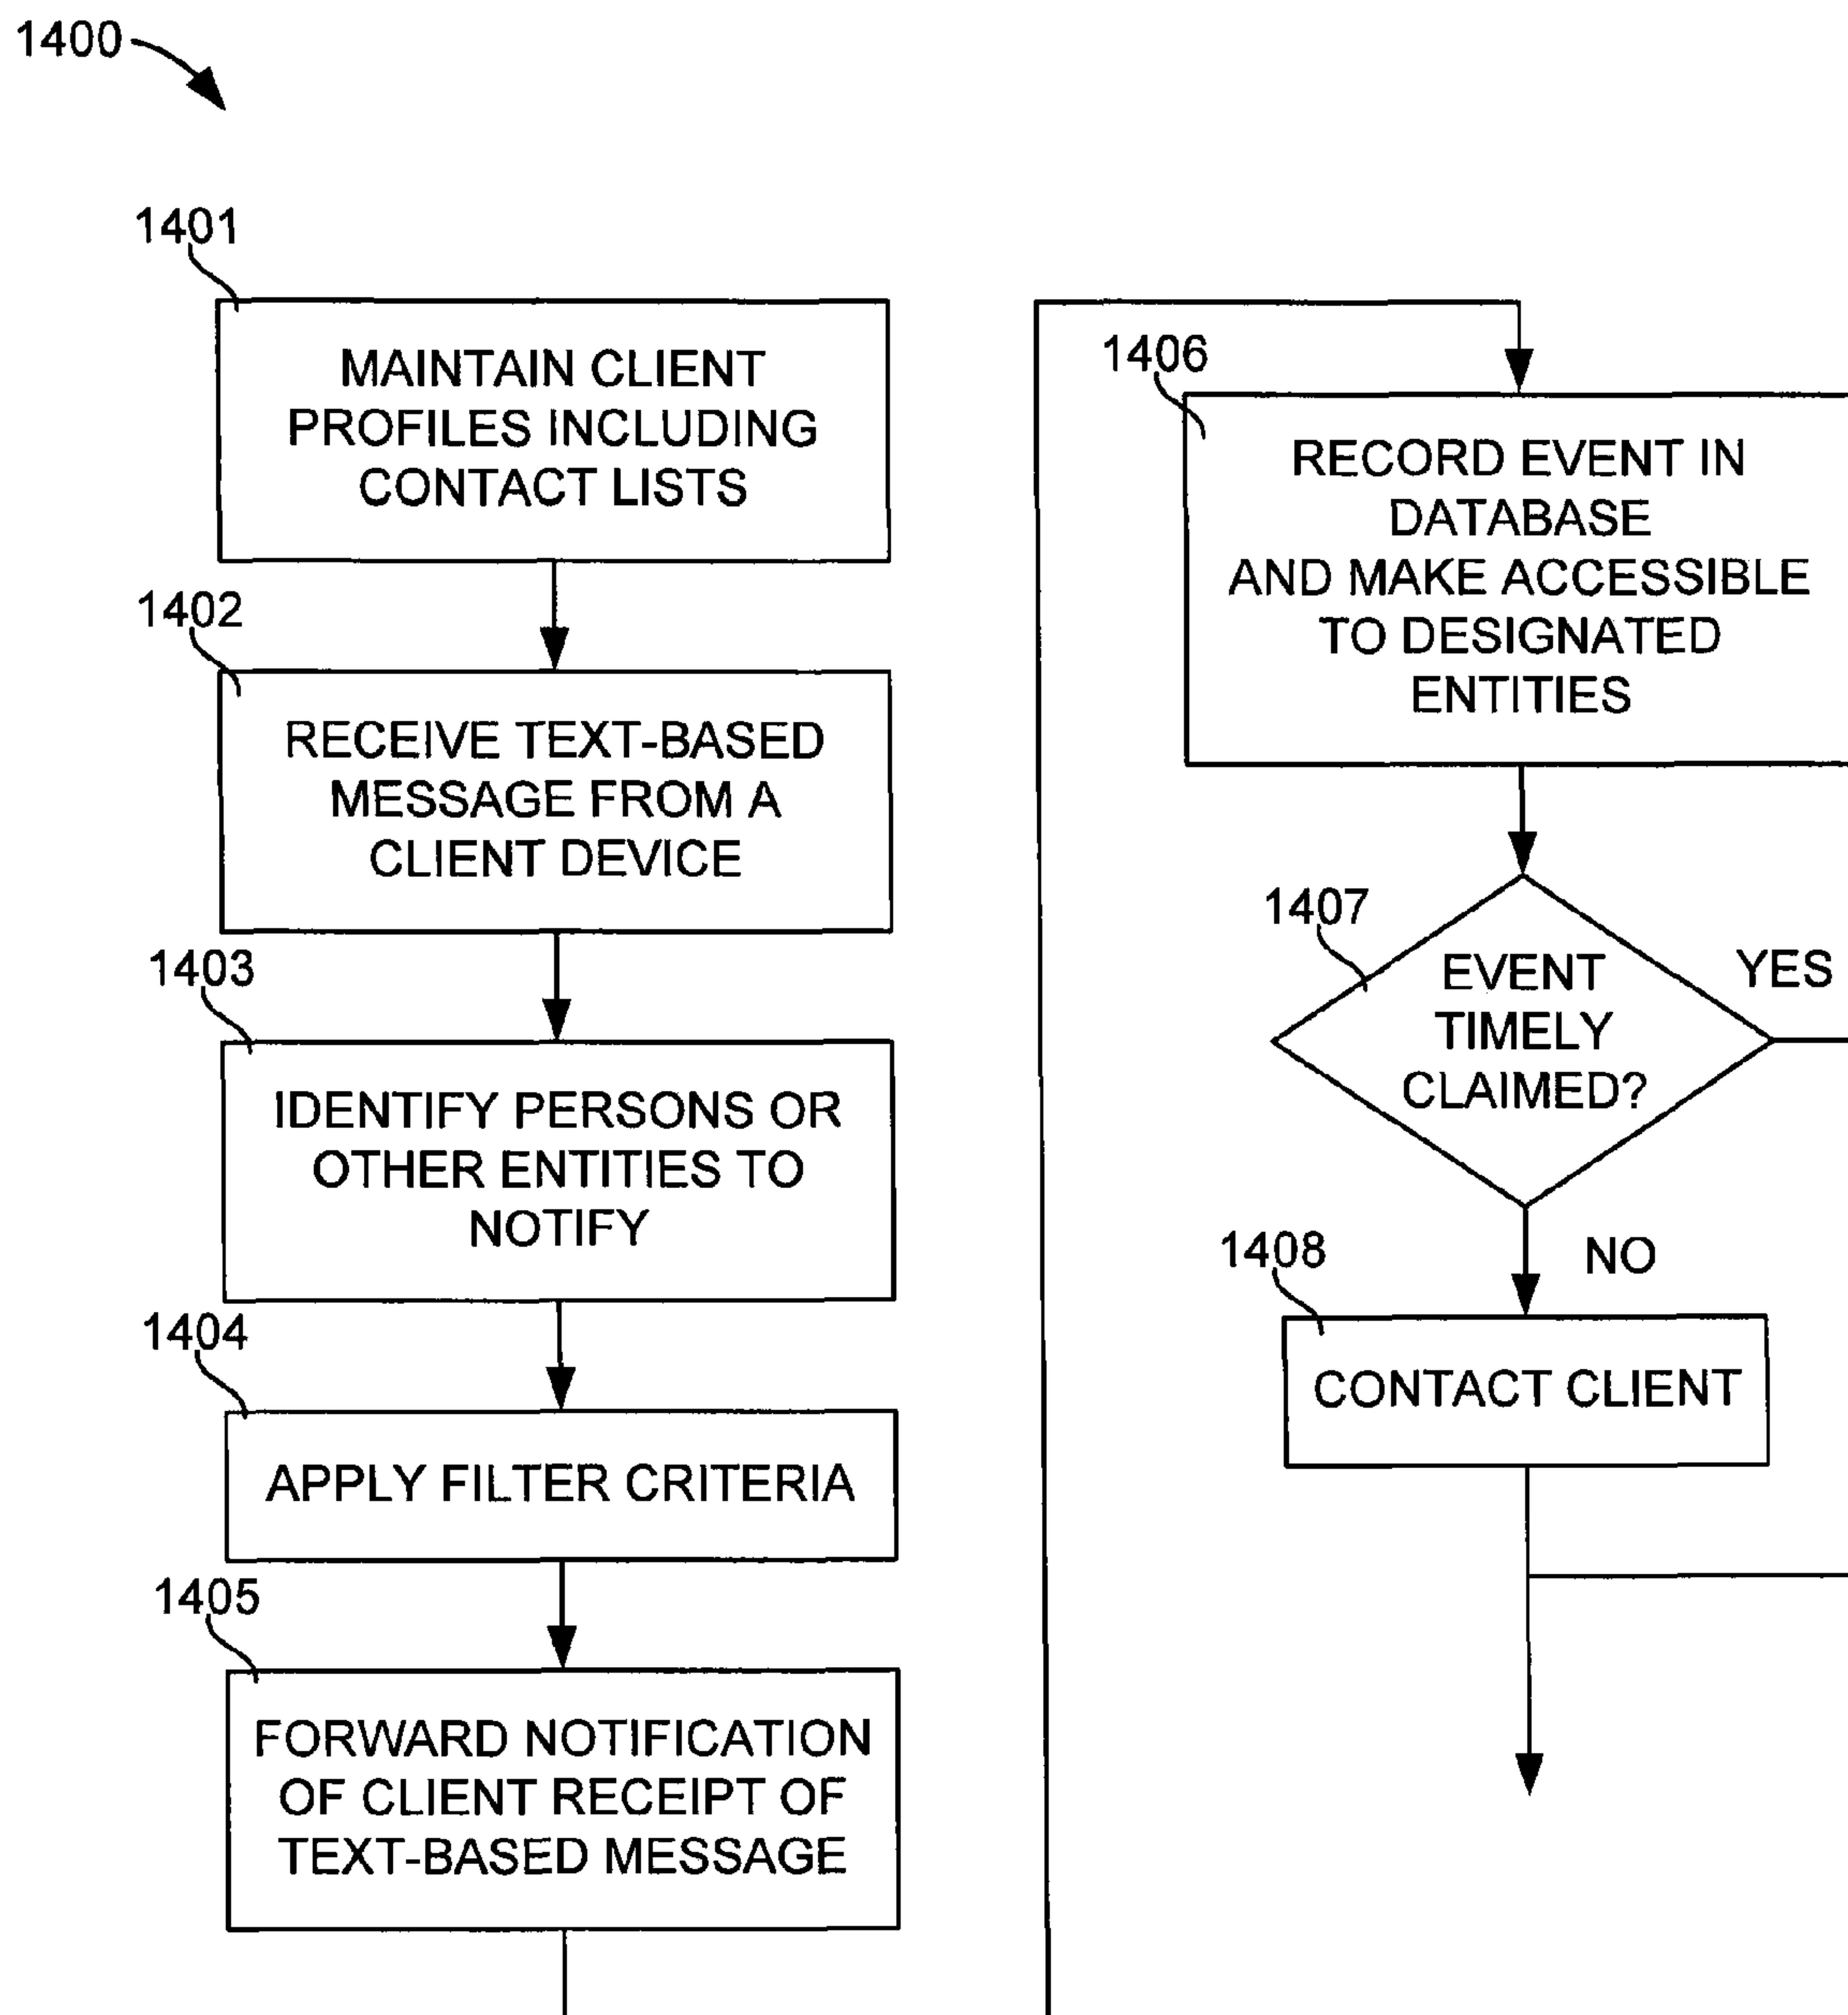 1400
1401
MAINTAIN CLIENT
PROFILES INCLUDING
CONTACT LISTS
1402
RECEIVE TEXT-BASED
MESSAGE FROM A
CLIENT DEVICE
1403
IDENTIFY PERSONS OR
OTHER ENTITIES TO
NOTIFY
1404
APPLY FILTER CRITERIA
1405
FORWARD NOTIFICATION
OF CLIENT RECEIPT OF
TEXT-BASED MESSAGE
1406
RECORD EVENT IN
DATABASE
AND MAKE ACCESSIBLE
TO DESIGNATED
ENTITIES
1407
EVENT
TIMELY
CLAIMED?
YES
NO
1408
CONTACT CLIENT